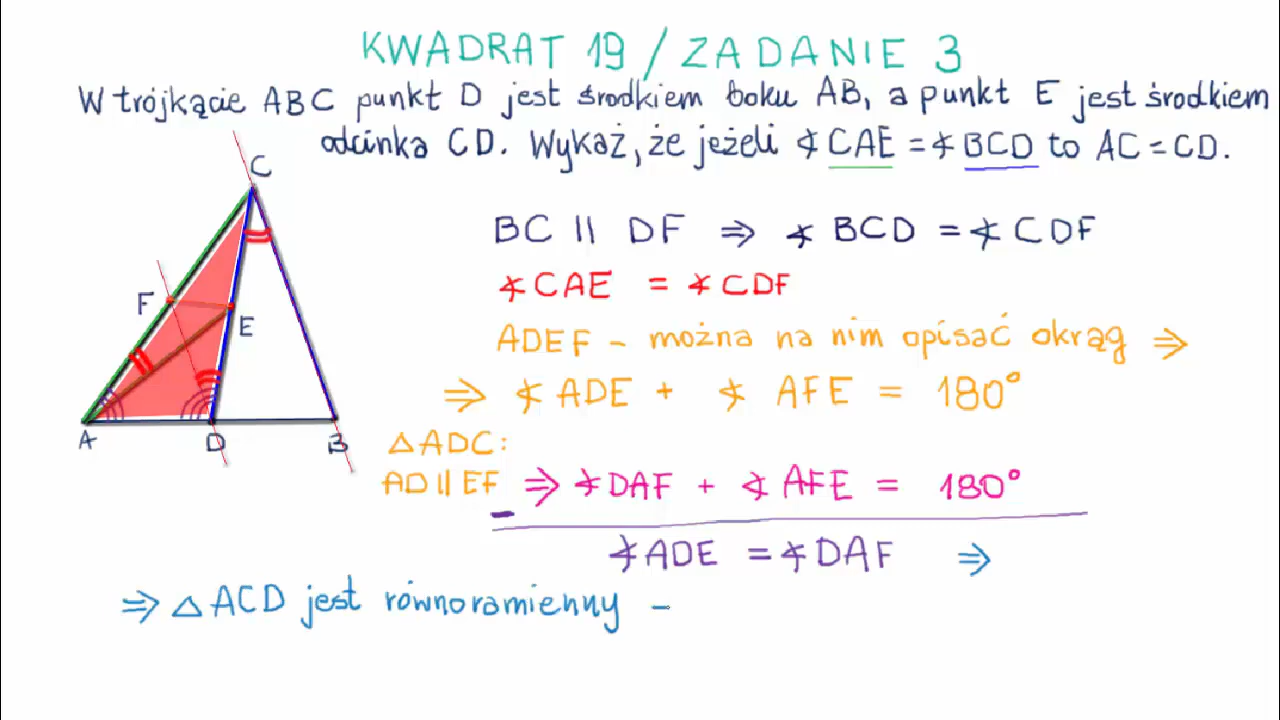 KWADRAT 19 / ZADANIE 3
W trójkącie ABC punkt D jest środkiem boku AB, a punkt E jest środkiem
odcinka CD. Wykaż, że jeżeli ∢CAE = ∢BCD to AC = CD.
C
BC || DF ⇒ ∢ BCD = ∢ CDF
∢CAE = ∢CDF
F
E
ADEF - można na nim opisać okrąg ⇒
⇒ ∢ ADE + ∢ AFE = 180°
A
D
B
△ADC:
AD || EF ⇒ ∢DAF + ∢ AFE = 180°
-
∢ADE = ∢DAF ⇒
⇒ △ACD jest równoramienny -